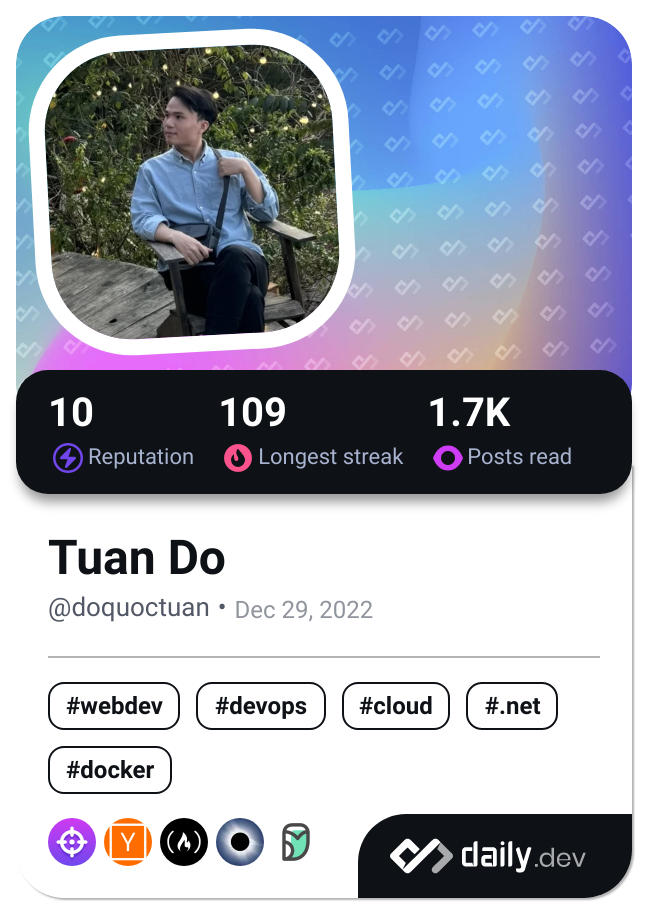 10 109 1.7K
Reputation Longest streak Posts read
Tuan Do
@doquoctuan • Dec 29, 2022
#webdev #devops #cloud #.net
#docker
Y
daily.dev